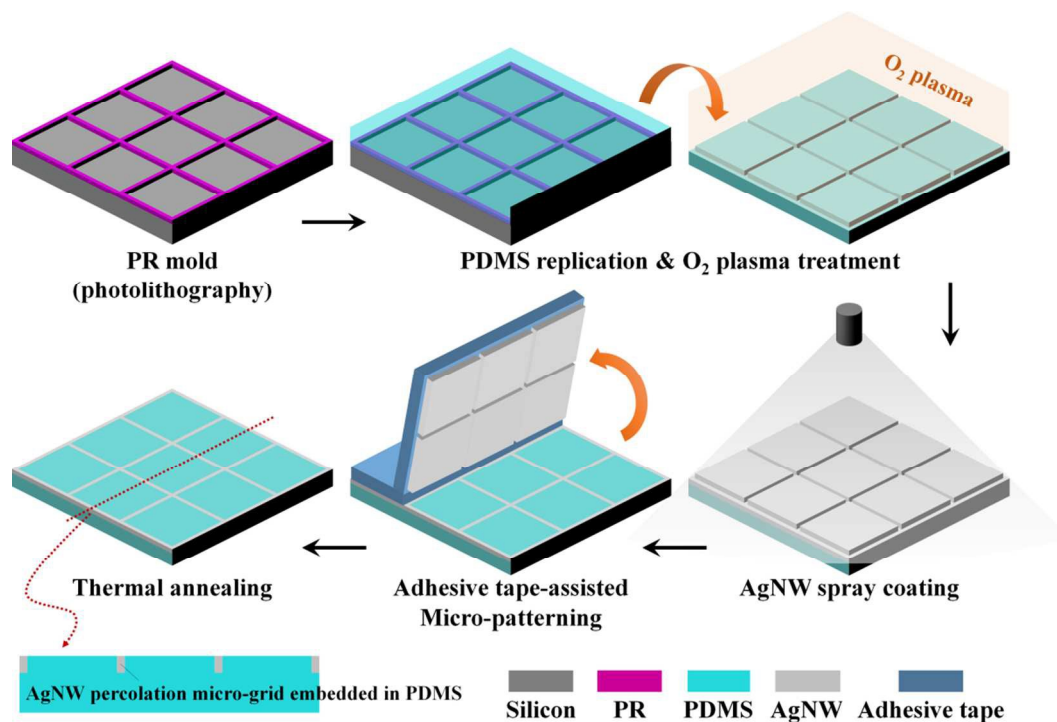 O₂ plasma
PR mold
(photolithography)
PDMS replication & O₂ plasma treatment
Thermal annealing
Adhesive tape-assisted
Micro-patterning
AgNW spray coating
AgNW percolation micro-grid embedded in PDMS
Silicon
PR
PDMS
AgNW
Adhesive tape